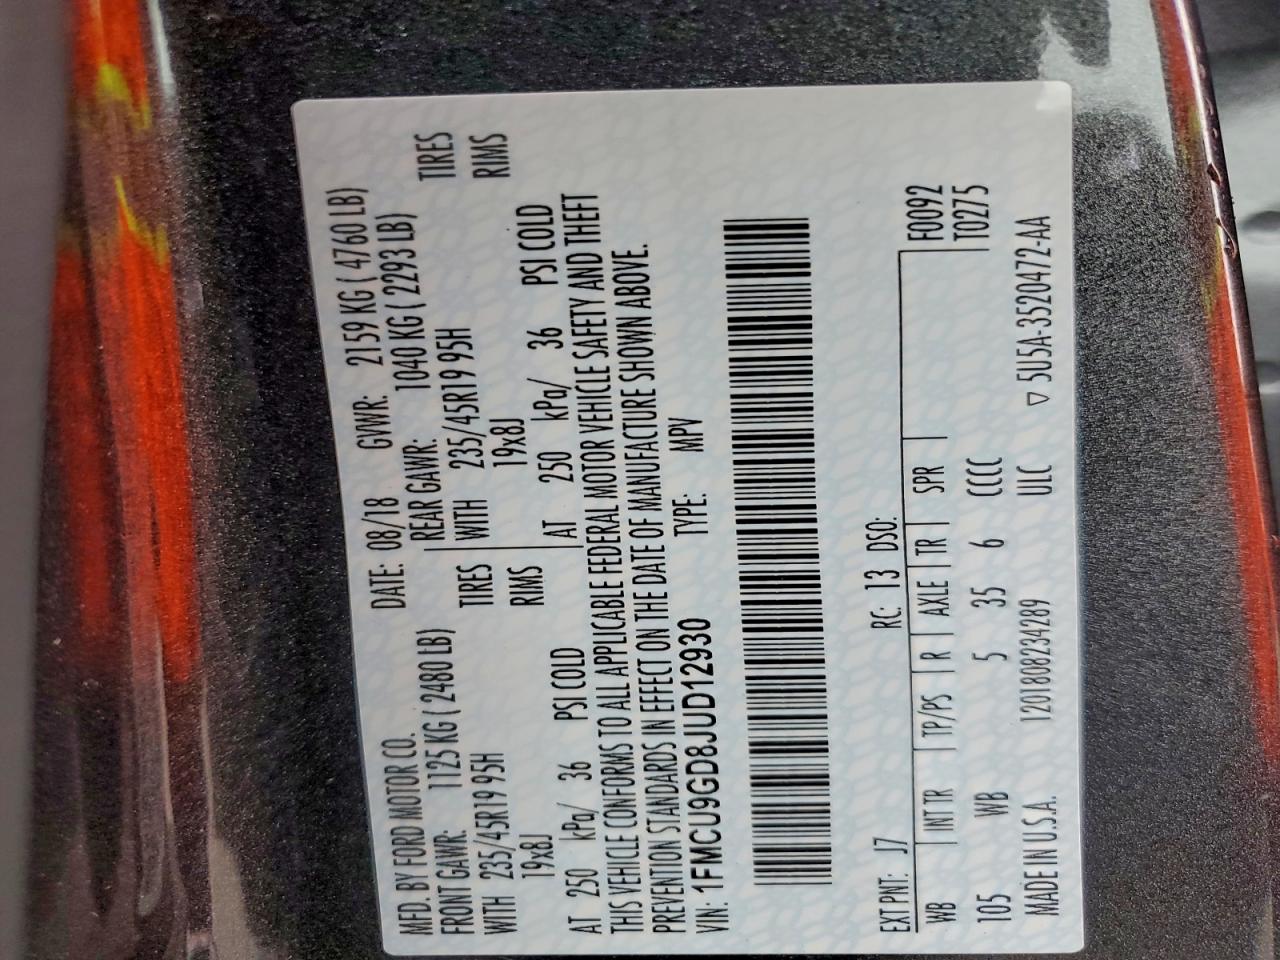 MFD. BY FORD MOTOR CO. DATE: 08/18 GVWR: 2159 KG ( 4760 LB)
FRONT GAWR: 1125 KG ( 2480 LB) REAR GAWR: 1040 KG ( 2293 LB)
WITH 235/45R19 95H TIRES WITH 235/45R19 95H TIRES
19x8J RIMS 19x8J RIMS
AT 250 kPa/ 36 PSI COLD AT 250 kPa/ 36 PSI COLD
THIS VEHICLE CONFORMS TO ALL APPLICABLE FEDERAL MOTOR VEHICLE SAFETY AND THEFT
PREVENTION STANDARDS IN EFFECT ON THE DATE OF MANUFACTURE SHOWN ABOVE.
VIN: 1FMCU9GD8JUD12930 TYPE: MPV
EXT PNT: J7 RC: 13 DSO:
WB INT TR TP/PS R AXLE TR SPR F0092
105 WB 5 35 6 CCC T0275
MADE IN U.S.A. 1201808234289 ULC ▽ 5U5A-3520472-AA